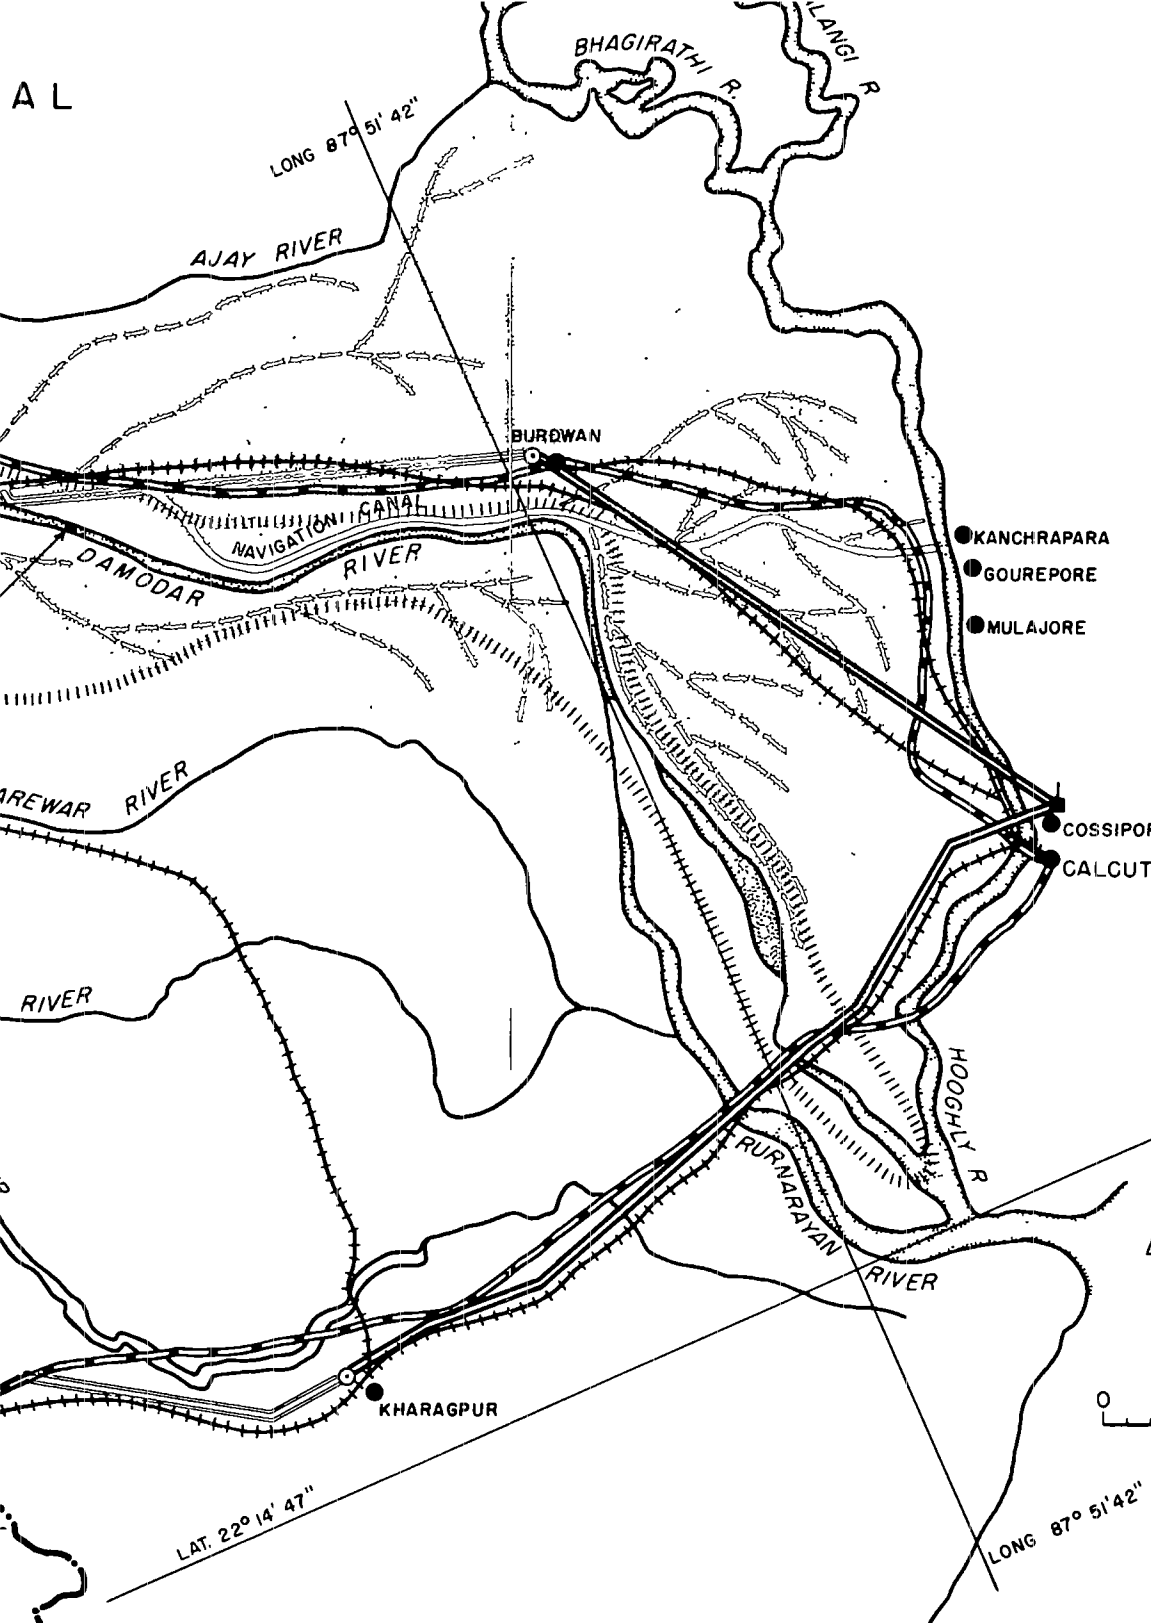 AL
BHAGIRATHI R.
LANGI R
LONG 87° 51' 42"
AJAY RIVER
BURDWAN
NAVIGATION CANAL
DAMODAR RIVER
KANCHRAPARA
GOUREPORE
MULAJORE
AREWAR RIVER
COSSIPOR
CALCUT
RIVER
HOOGHLY R
RURNARAYAN RIVER
KHARAGPUR
0
LAT. 22° 14' 47"
LONG 87° 51' 42"